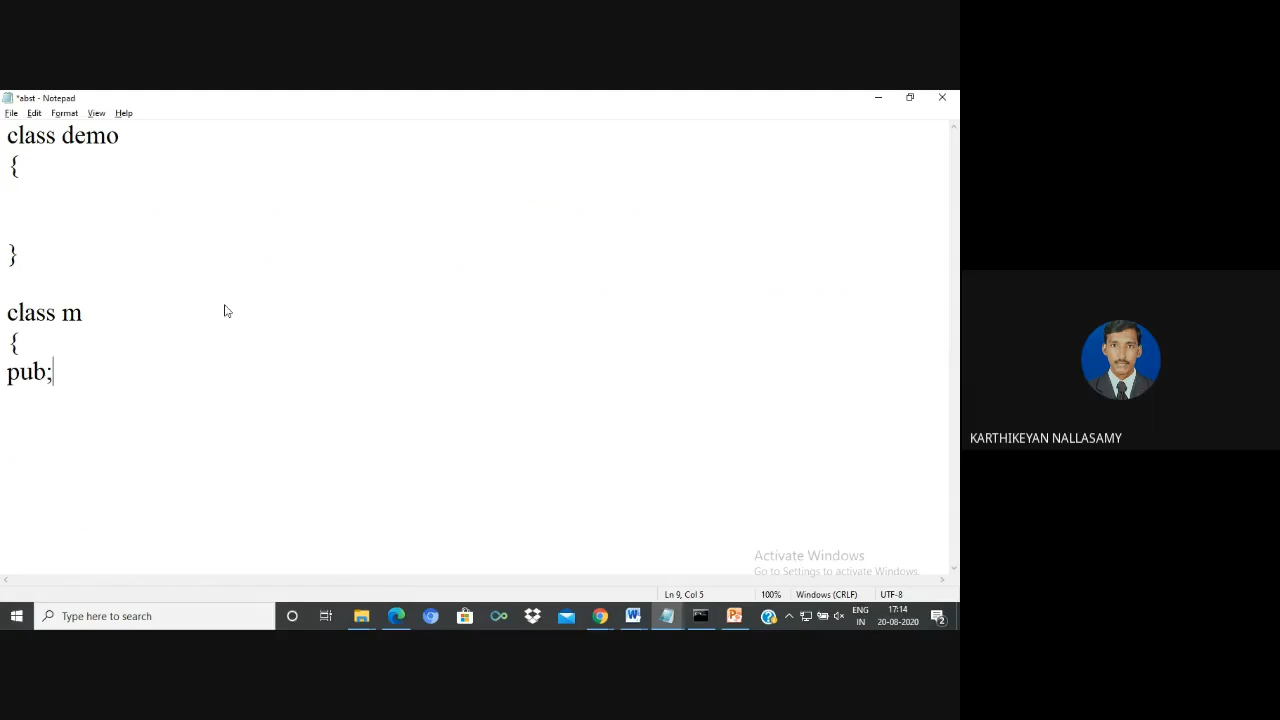 *abst - Notepad
File Edit Format View Help
class demo
{
}
class m
{
pub;
KARTHIKEYAN NALLASAMY
Activate Windows
Go to Settings to activate Windows.
Ln 9, Col 5 100% Windows (CRLF) UTF-8
Type here to search
ENG 17:14
IN 20-08-2020
2